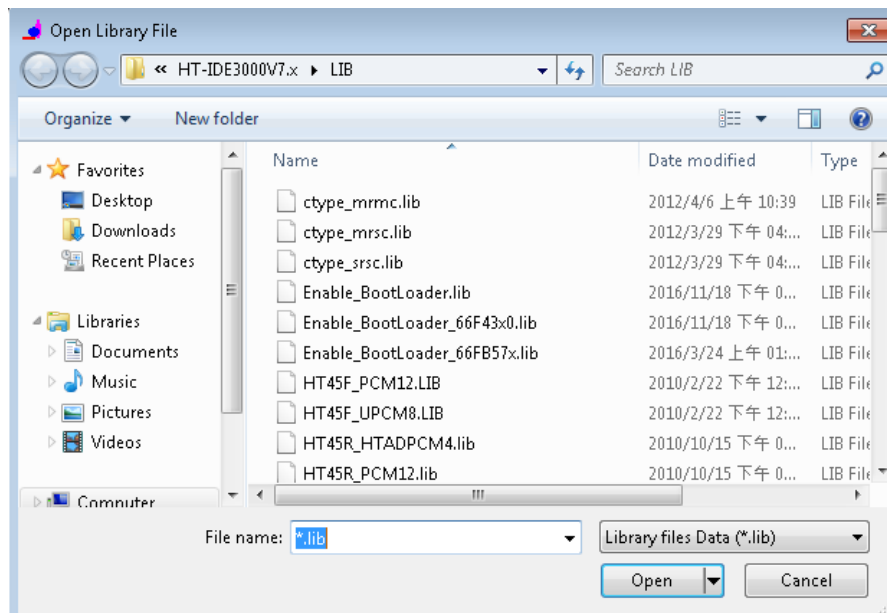 Open Library File
« HT-IDE3000V7.x ▸ LIB
Search LIB
Organize New folder
Name Date modified Type
Favorites
Desktop
Downloads
Recent Places
Libraries
Documents
Music
Pictures
Videos
Computer
ctype_mrmc.lib 2012/4/6 上午 10:39 LIB File
ctype_mrsc.lib 2012/3/29 下午 04:... LIB File
ctype_srsc.lib 2012/3/29 下午 04:... LIB File
Enable_BootLoader.lib 2016/11/18 下午 0... LIB File
Enable_BootLoader_66F43x0.lib 2016/11/18 下午 0... LIB File
Enable_BootLoader_66FB57x.lib 2016/3/24 上午 01:... LIB File
HT45F_PCM12.LIB 2010/2/22 下午 12:... LIB File
HT45F_UPCM8.LIB 2010/2/22 下午 12:... LIB File
HT45R_HTADPCM4.lib 2010/10/15 下午 0... LIB File
HT45R_PCM12.lib 2010/10/15 下午 0... LIB File
File name: *.lib Library files Data (*.lib)
Open Cancel